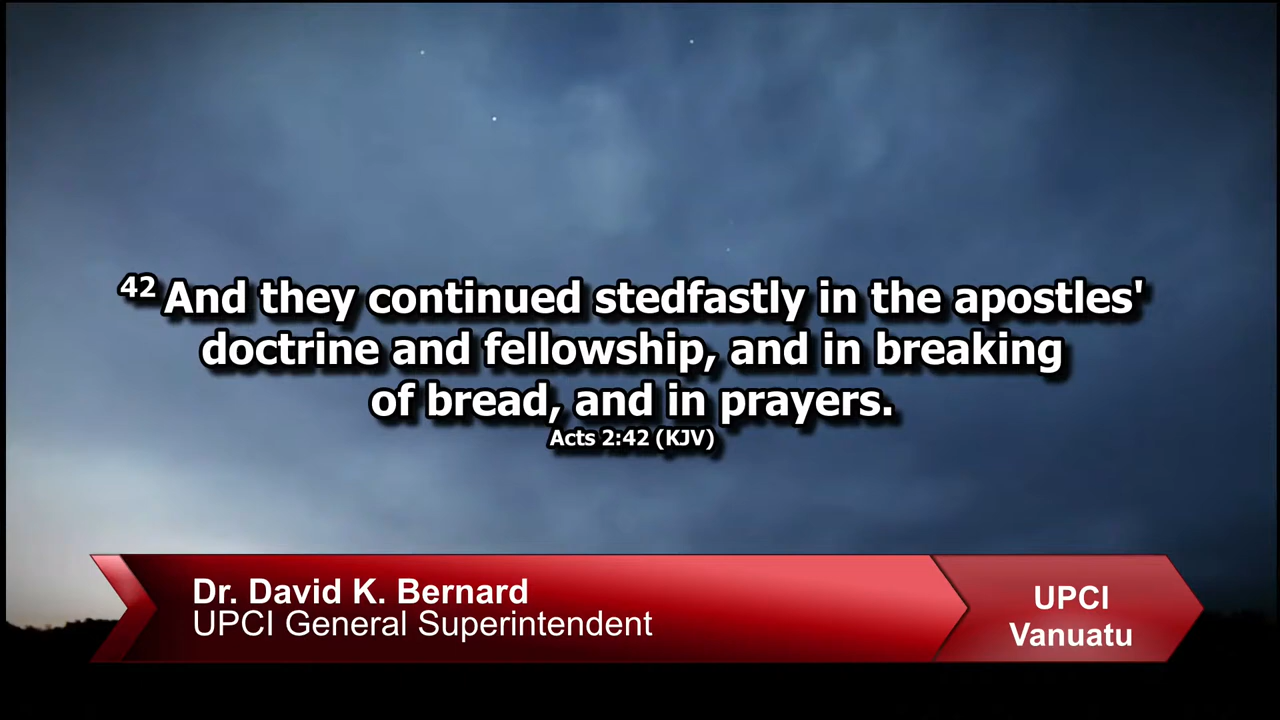 42 And they continued stedfastly in the apostles'
doctrine and fellowship, and in breaking
of bread, and in prayers.
Acts 2:42 (KJV)
Dr. David K. Bernard
UPCI General Superintendent
UPCI
Vanuatu